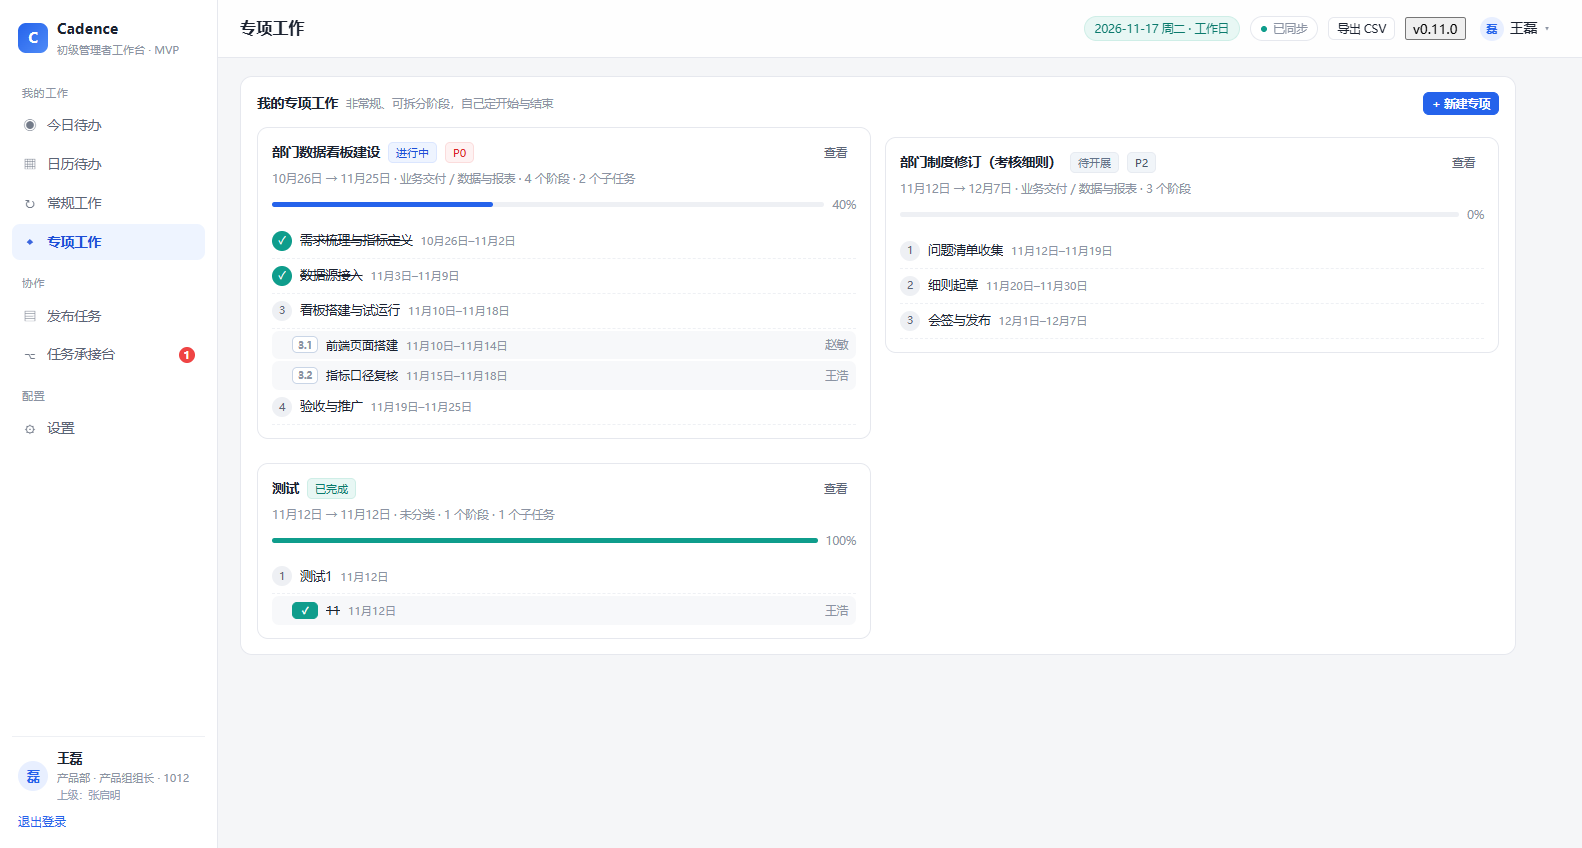 C
Cadence
初级管理者工作台 · MVP
我的工作
今日待办
日历待办
常规工作
专项工作
协作
发布任务
任务承接台
1
配置
设置
磊
王磊
产品部 · 产品组组长 · 1012
上级：张启明
退出登录
专项工作
2026-11-17 周二 · 工作日
已同步
导出 CSV
v0.11.0
磊 王磊
我的专项工作 非常规、可拆分阶段，自己定开始与结束
+ 新建专项
部门数据看板建设 进行中 P0 查看
10月26日 → 11月25日 · 业务交付 / 数据与报表 · 4 个阶段 · 2 个子任务
40%
✓ 需求梳理与指标定义 10月26日–11月2日
✓ 数据源接入 11月3日–11月9日
3 看板搭建与试运行 11月10日–11月18日
3.1 前端页面搭建 11月10日–11月14日 赵敏
3.2 指标口径复核 11月15日–11月18日 王浩
4 验收与推广 11月19日–11月25日
部门制度修订（考核细则） 待开展 P2 查看
11月12日 → 12月7日 · 业务交付 / 数据与报表 · 3 个阶段
0%
1 问题清单收集 11月12日–11月19日
2 细则起草 11月20日–11月30日
3 会签与发布 12月1日–12月7日
测试 已完成 查看
11月12日 → 11月12日 · 未分类 · 1 个阶段 · 1 个子任务
100%
1 测试1 11月12日
✓ 11 11月12日 王浩